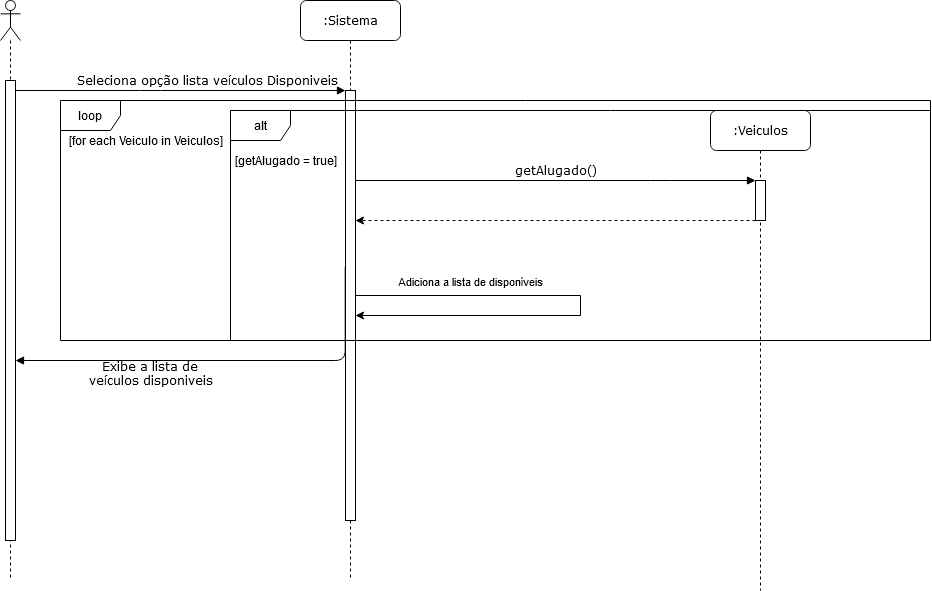 :Sistema
Seleciona opção lista veículos Disponiveis
loop
alt
:Veiculos
[for each Veiculo in Veiculos]
[getAlugado = true]
getAlugado()
Adiciona a lista de disponíveis
Exibe a lista de
veículos disponiveis